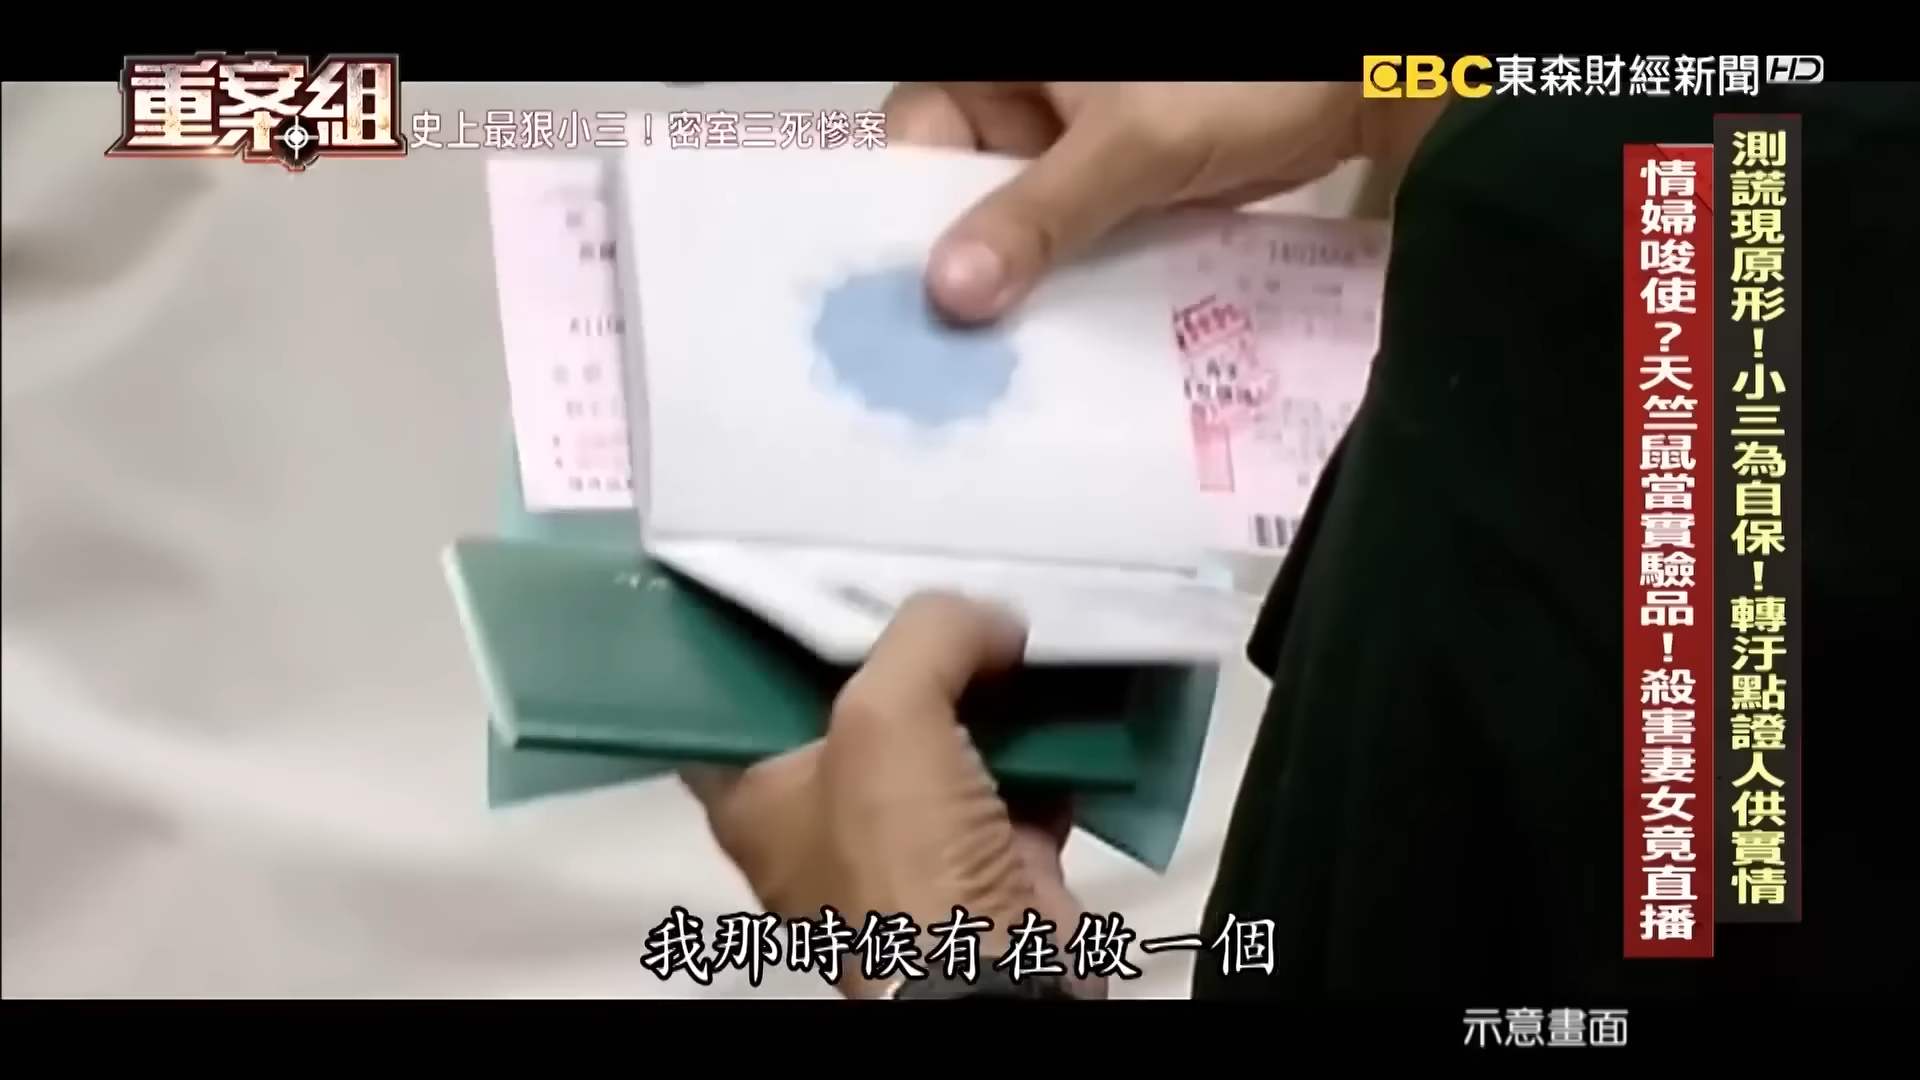 重案組
史上最狠小三！密室三死慘案
EBC東森財經新聞HD
測謊現原形！小三為自保！轉汙點證人供實情
情婦唆使？天竺鼠當實驗品！殺害妻女竟直播
我那時候有在做一個
示意畫面